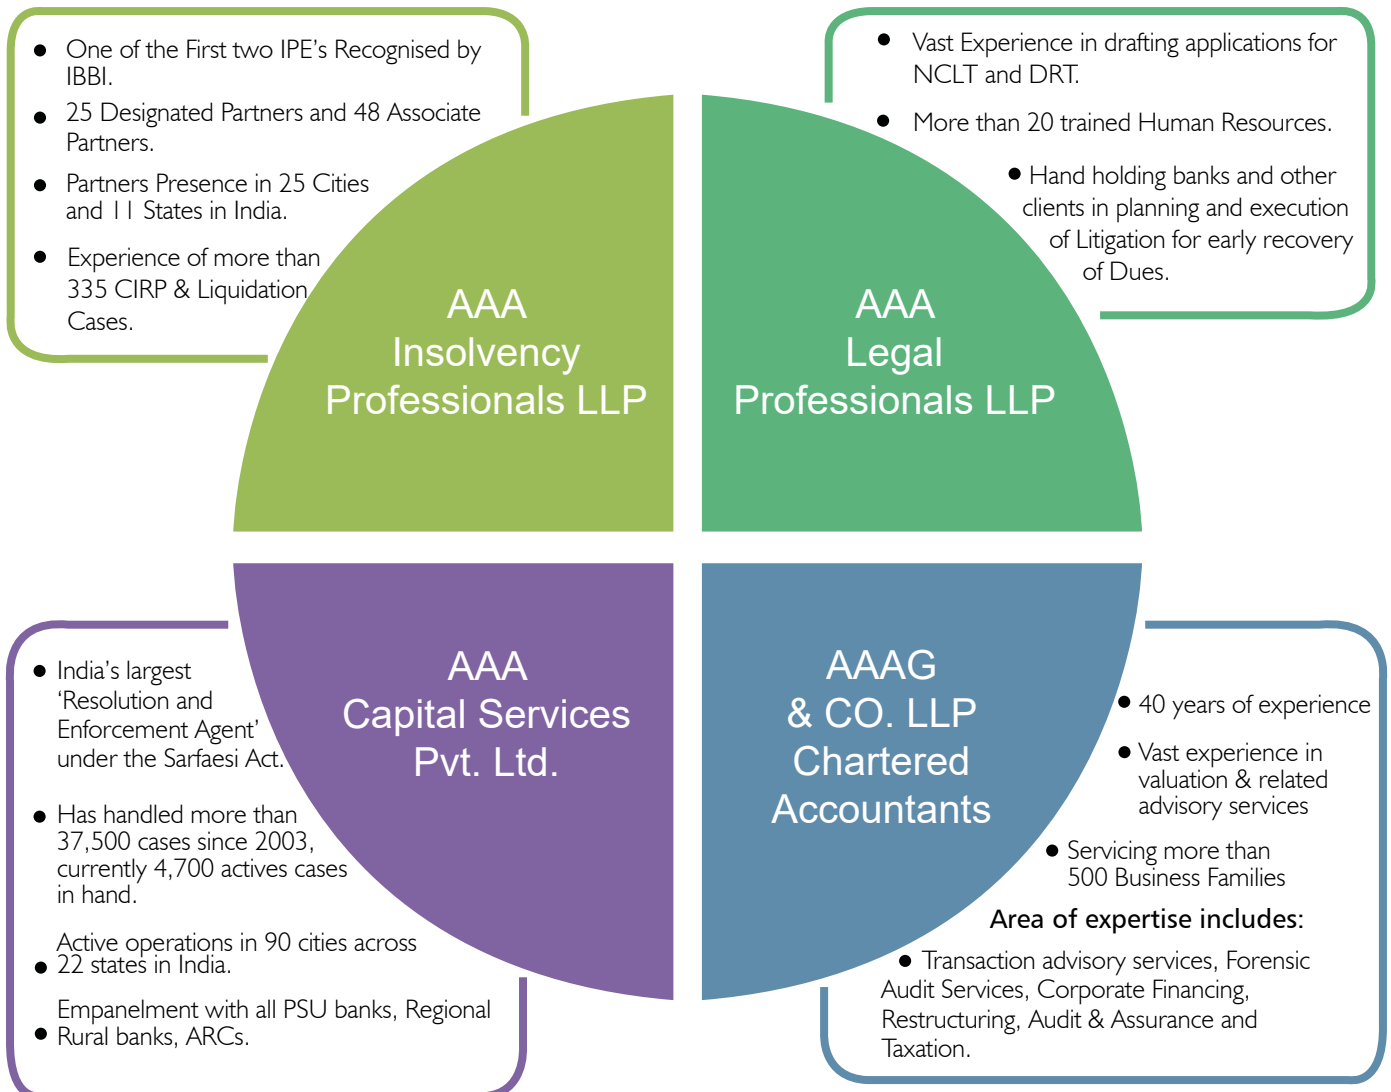 One of the First two IPE's Recognised by
IBBI.
25 Designated Partners and 48 Associate
Partners.
Partners Presence in 25 Cities
and 11 States in India.
Experience of more than
335 CIRP & Liquidation
Cases.
AAA
Insolvency
Professionals LLP
Vast Experience in drafting applications for
NCLT and DRT.
More than 20 trained Human Resources.
Hand holding banks and other
clients in planning and execution
of Litigation for early recovery
of Dues.
AAA
Legal
Professionals LLP
India's largest
‘Resolution and
Enforcement Agent’
under the Sarfaesi Act.
Has handled more than
37,500 cases since 2003,
currently 4,700 actives cases
in hand.
Active operations in 90 cities across
22 states in India.
Empanelment with all PSU banks, Regional
Rural banks, ARCs.
AAA
Capital Services
Pvt. Ltd.
AAAG
& CO. LLP
Chartered
Accountants
40 years of experience
Vast experience in
valuation & related
advisory services
Servicing more than
500 Business Families
Area of expertise includes:
Transaction advisory services, Forensic
Audit Services, Corporate Financing,
Restructuring, Audit & Assurance and
Taxation.